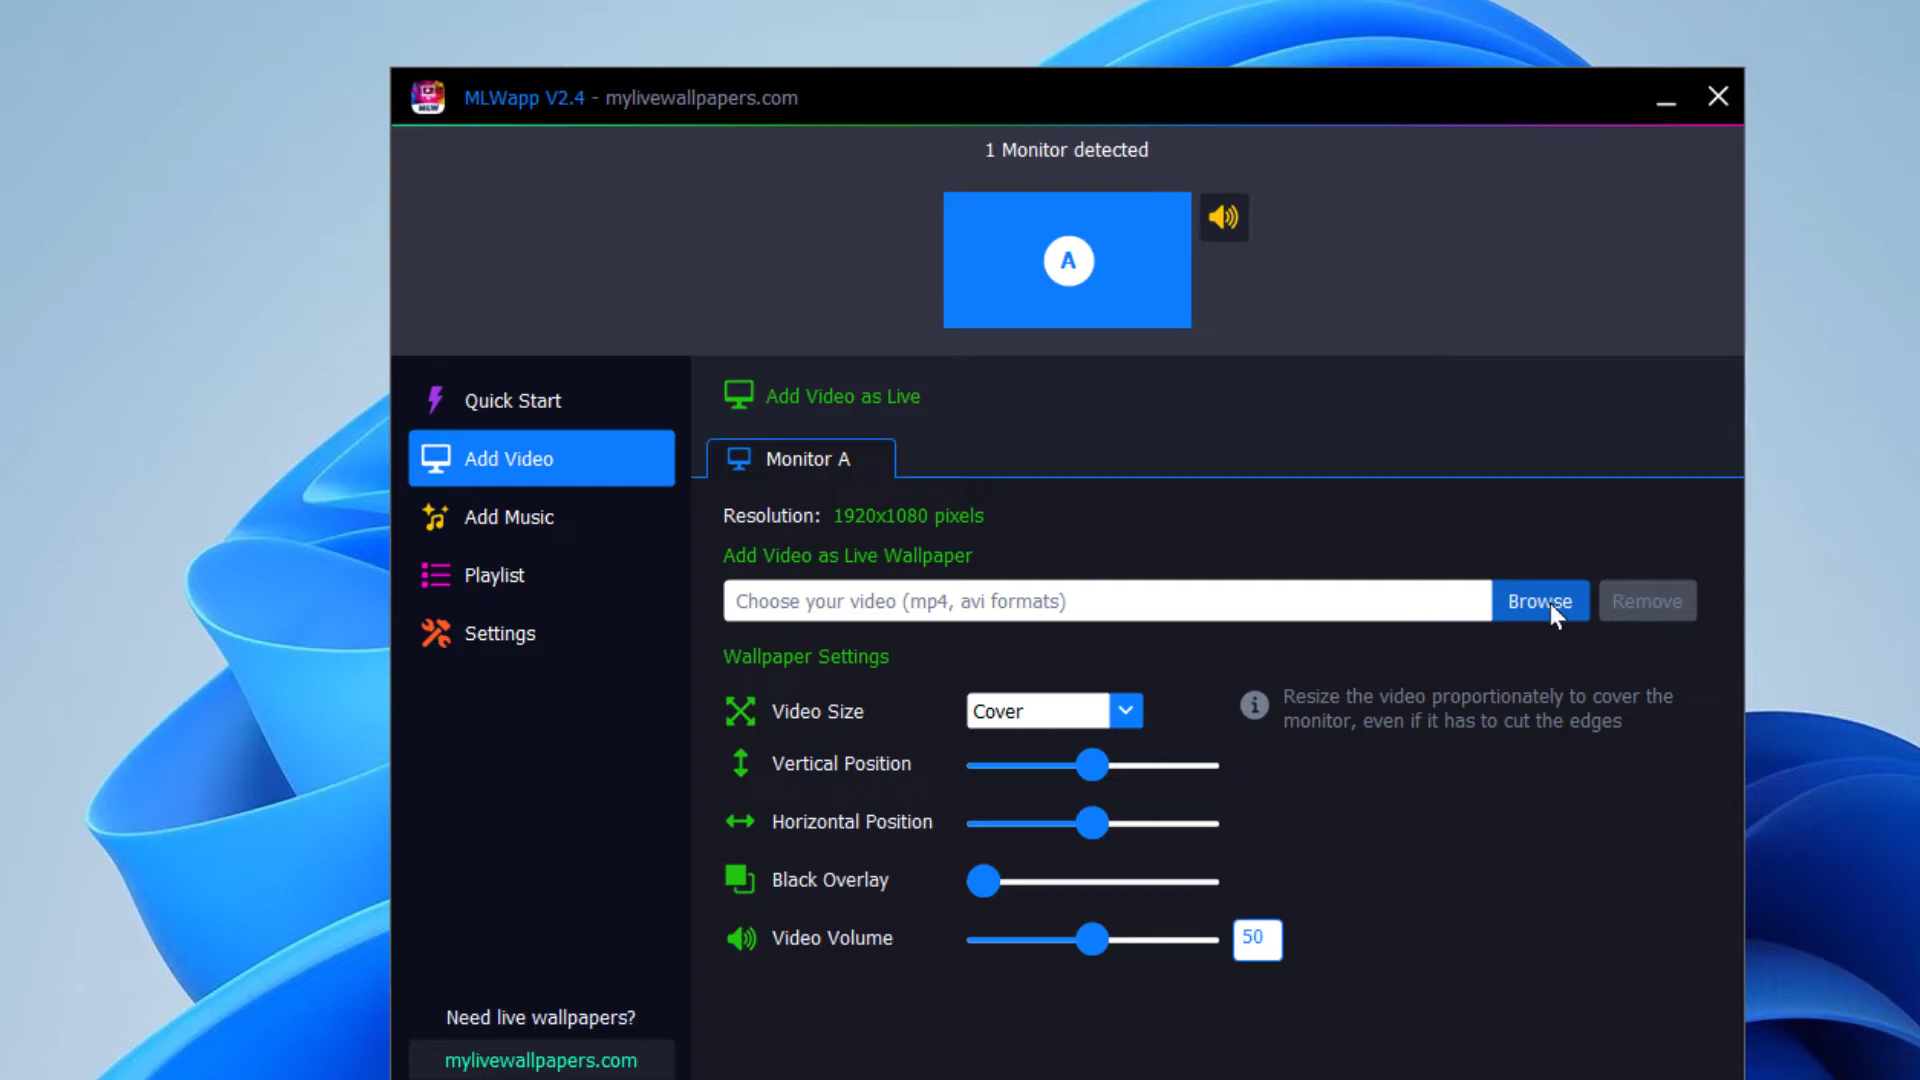 MLWapp V2.4 - mylivewallpapers.com
1 Monitor detected
A
Quick Start
Add Video
Add Music
Playlist
Settings
Need live wallpapers?
mylivewallpapers.com
Add Video as Live
Monitor A
Resolution: 1920x1080 pixels
Add Video as Live Wallpaper
Choose your video (mp4, avi formats)
Browse
Remove
Wallpaper Settings
Video Size
Cover
Resize the video proportionately to cover the
monitor, even if it has to cut the edges
Vertical Position
Horizontal Position
Black Overlay
Video Volume
50